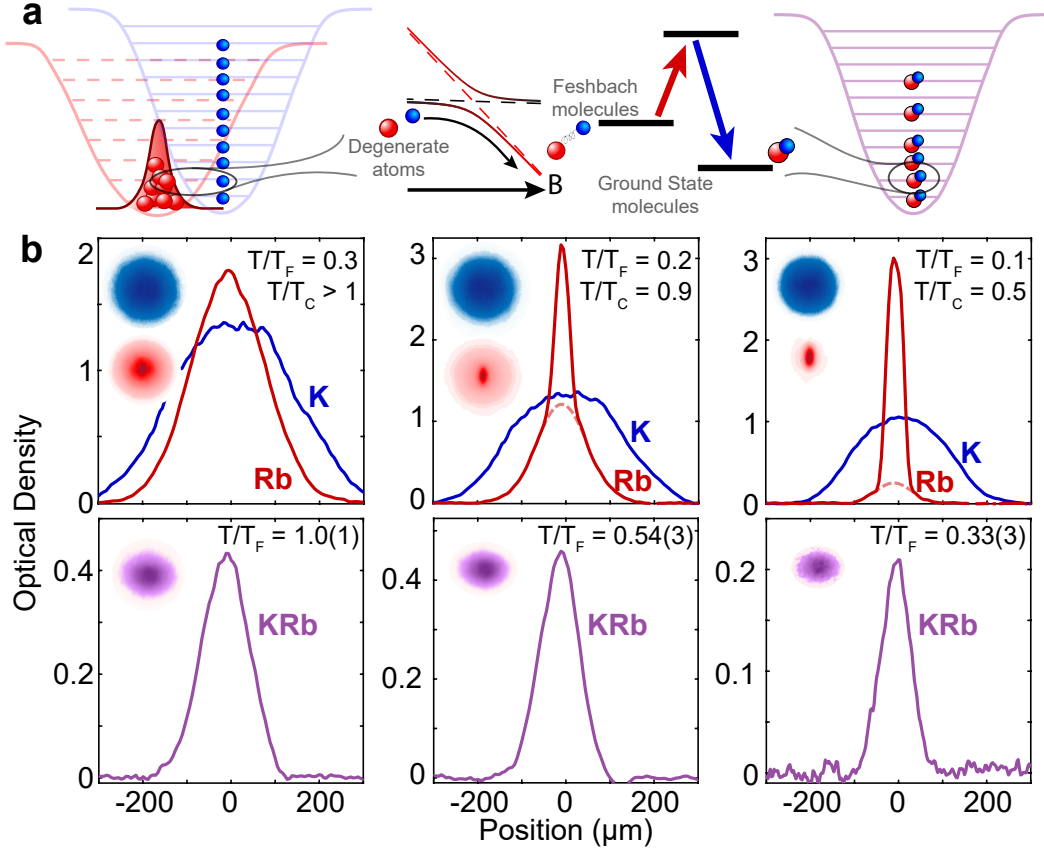 a
Degenerate
atoms
B
Feshbach
molecules
Ground State
molecules
b
Optical Density
2
1
0
T/T_F = 0.3
T/T_C > 1
K
Rb
3
2
1
0
T/T_F = 0.2
T/T_C = 0.9
K
Rb
3
2
1
0
T/T_F = 0.1
T/T_C = 0.5
K
Rb
0.4
0.2
0
T/T_F = 1.0(1)
KRb
-200 0 200
0.4
0.2
0
T/T_F = 0.54(3)
KRb
-200 0 200
0.2
0.1
0
T/T_F = 0.33(3)
KRb
-200 0 200
Position (µm)